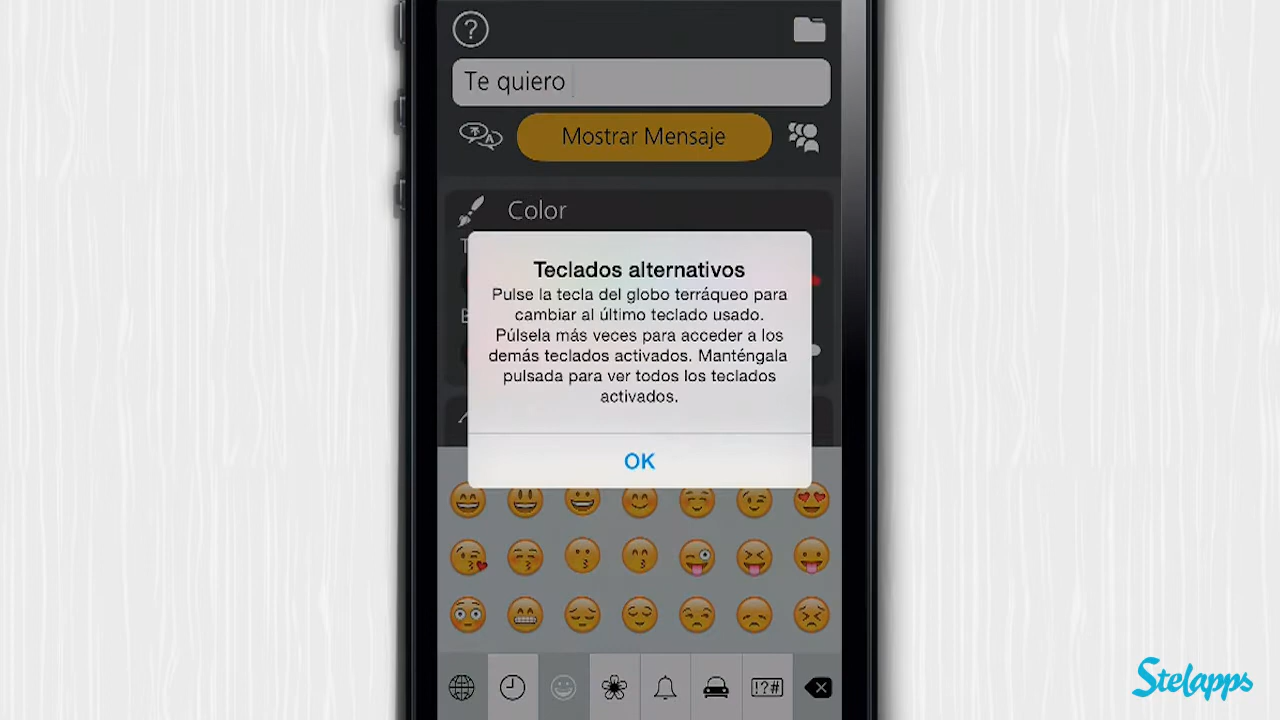 ?
Te quiero
Mostrar Mensaje
Color
T
Teclados alternativos
Pulse la tecla del globo terráqueo para
cambiar al último teclado usado.
Púlsela más veces para acceder a los
demás teclados activados. Manténgala
pulsada para ver todos los teclados
activados.
B
OK
!?#
Stelapps